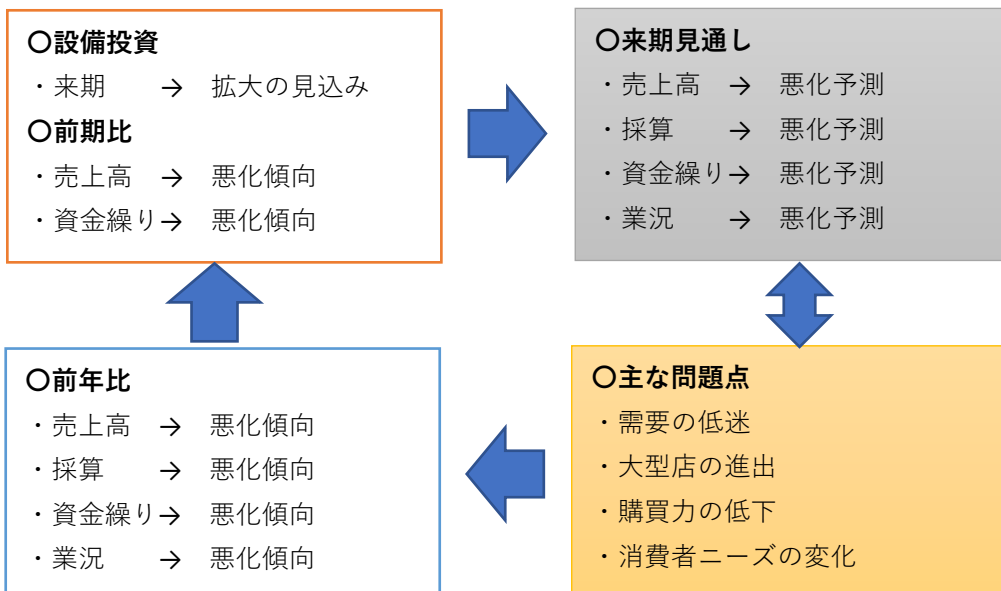 〇設備投資
・来期 → 拡大の見込み
〇前期比
・売上高 → 悪化傾向
・資金繰り→ 悪化傾向
〇来期見通し
・売上高 → 悪化予測
・採算 → 悪化予測
・資金繰り→ 悪化予測
・業況 → 悪化予測
〇前年比
・売上高 → 悪化傾向
・採算 → 悪化傾向
・資金繰り→ 悪化傾向
・業況 → 悪化傾向
〇主な問題点
・需要の低迷
・大型店の進出
・購買力の低下
・消費者ニーズの変化